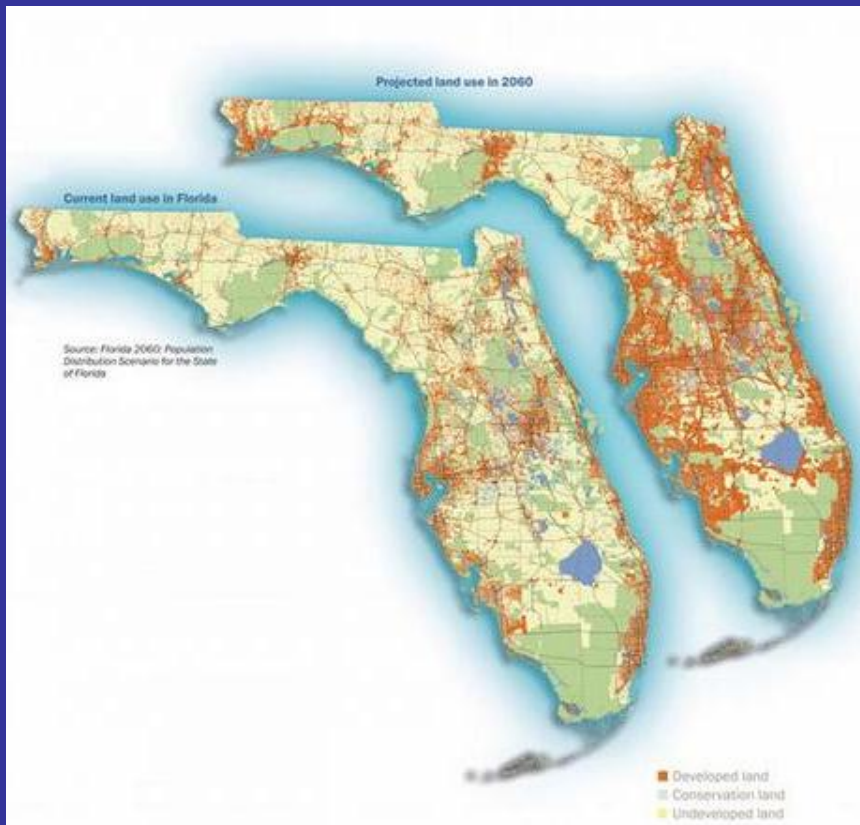 Projected land use in 2060
Current land use in Florida
Source: Florida 2060: Population
Distribution Scenario for the State
of Florida
Developed land
Conservation land
Undeveloped land